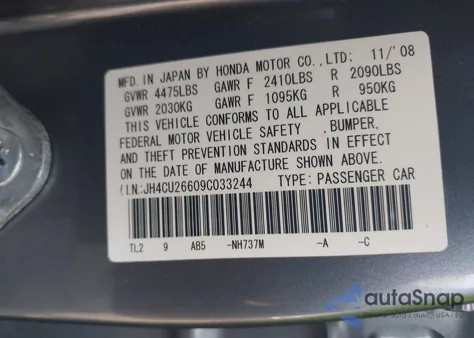 MFD. IN JAPAN BY HONDA MOTOR CO.,LTD; 11/'08
GVWR 4475LBS GAWR F 2410LBS R 2090LBS
GVWR 2030KG GAWR F 1095KG R 950KG
THIS VEHICLE CONFORMS TO ALL APPLICABLE
FEDERAL MOTOR VEHICLE SAFETY ,BUMPER,
AND THEFT PREVENTION STANDARDS IN EFFECT
ON THE DATE OF MANUFACTURE SHOWN ABOVE.
.I.N:JH4CU26609C033244 TYPE: PASSENGER CAR
TL2 9 AB5 -NH737M -A -C
autoSnap